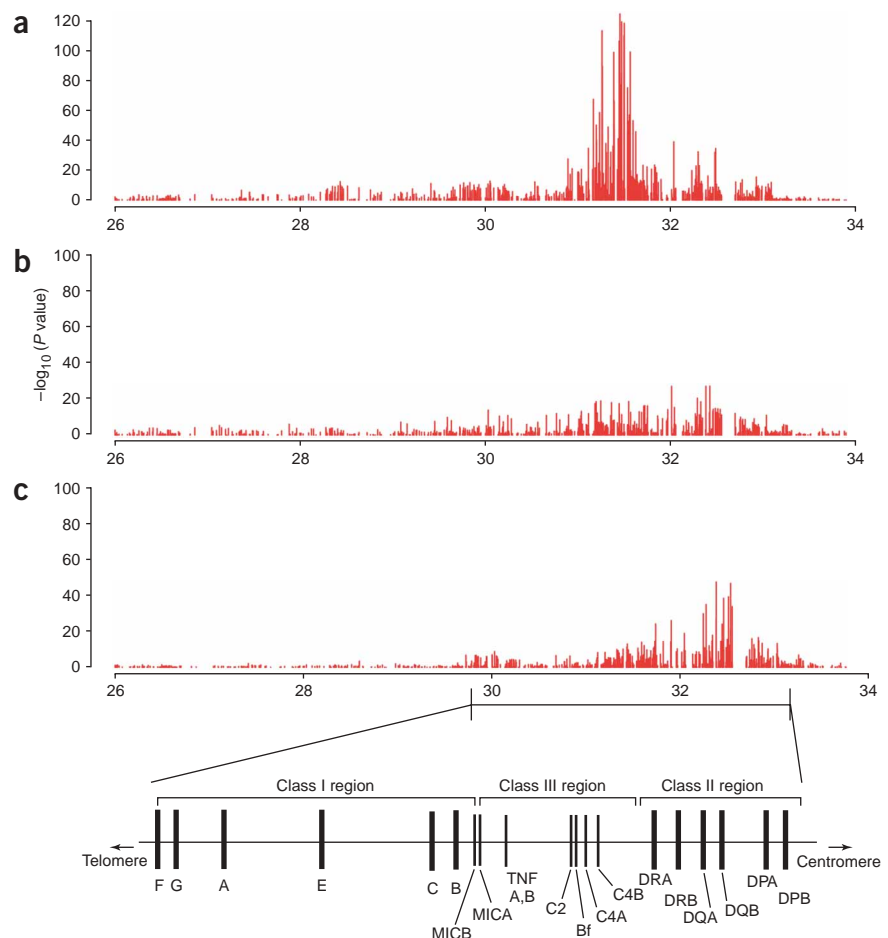 a
120
100
80
60
40
20
0
26 28 30 32 34
b
100
80
60
40
20
0
–log10 (P value)
26 28 30 32 34
c
100
80
60
40
20
0
26 28 30 32 34
Class I region Class III region Class II region
Telomere Centromere
F G A E C B MICB MICA TNF A,B C2 Bf C4A C4B DRA DRB DQA DQB DPA DPB